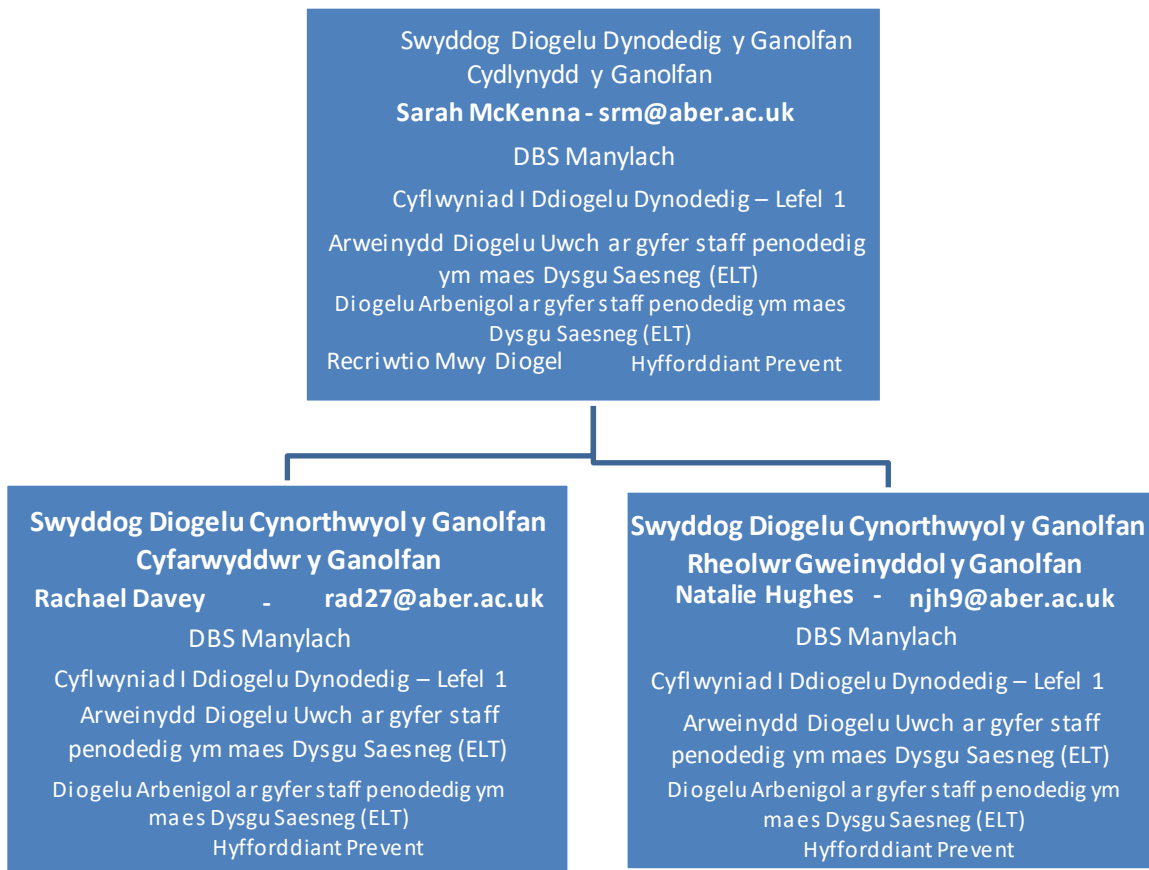 Swyddog Diogelu Dynodedig y Ganolfan
Cydlynydd y Ganolfan
Sarah McKenna - srm@aber.ac.uk
DBS Manylach
Cyflwyniad I Ddiogelu Dynodedig – Lefel 1
Arweinydd Diogelu Uwch ar gyfer staff penodedig
ym maes Dysgu Saesneg (ELT)
Diogelu Arbenigol ar gyfer staff penodedig ym maes
Dysgu Saesneg (ELT)
Recriwtio Mwy Diogel Hyfforddiant Prevent
Swyddog Diogelu Cynorthwyol y Ganolfan
Cyfarwyddwr y Ganolfan
Rachael Davey - rad27@aber.ac.uk
DBS Manylach
Cyflwyniad I Ddiogelu Dynodedig – Lefel 1
Arweinydd Diogelu Uwch ar gyfer staff
penodedig ym maes Dysgu Saesneg (ELT)
Diogelu Arbenigol ar gyfer staff penodedig ym
maes Dysgu Saesneg (ELT)
Hyfforddiant Prevent
Swyddog Diogelu Cynorthwyol y Ganolfan
Rheolwr Gweinyddol y Ganolfan
Natalie Hughes - njh9@aber.ac.uk
DBS Manylach
Cyflwyniad I Ddiogelu Dynodedig – Lefel 1
Arweinydd Diogelu Uwch ar gyfer staff
penodedig ym maes Dysgu Saesneg (ELT)
Diogelu Arbenigol ar gyfer staff penodedig ym
maes Dysgu Saesneg (ELT)
Hyfforddiant Prevent